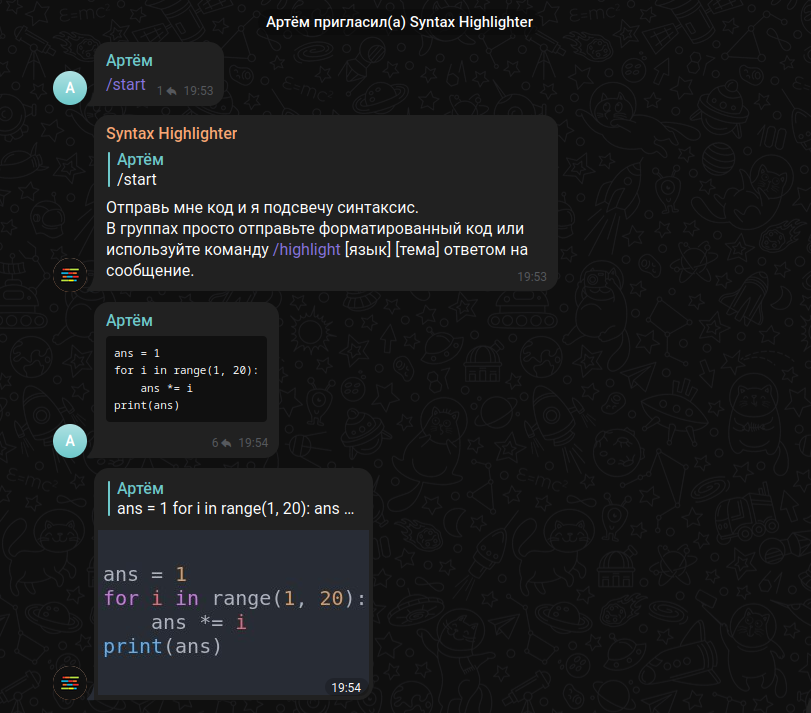 Артём пригласил(а) Syntax Highlighter
Артём
/start
1 19:53
A
Syntax Highlighter
Артём
/start
Отправь мне код и я подсвечу синтаксис.
В группах просто отправьте форматированный код или
используйте команду /highlight [язык] [тема] ответом на
сообщение.
19:53
Артём
ans = 1
for i in range(1, 20):
    ans *= i
print(ans)
6 19:54
A
Артём
ans = 1 for i in range(1, 20): ans ...
ans = 1
for i in range(1, 20):
    ans *= i
print(ans)
19:54